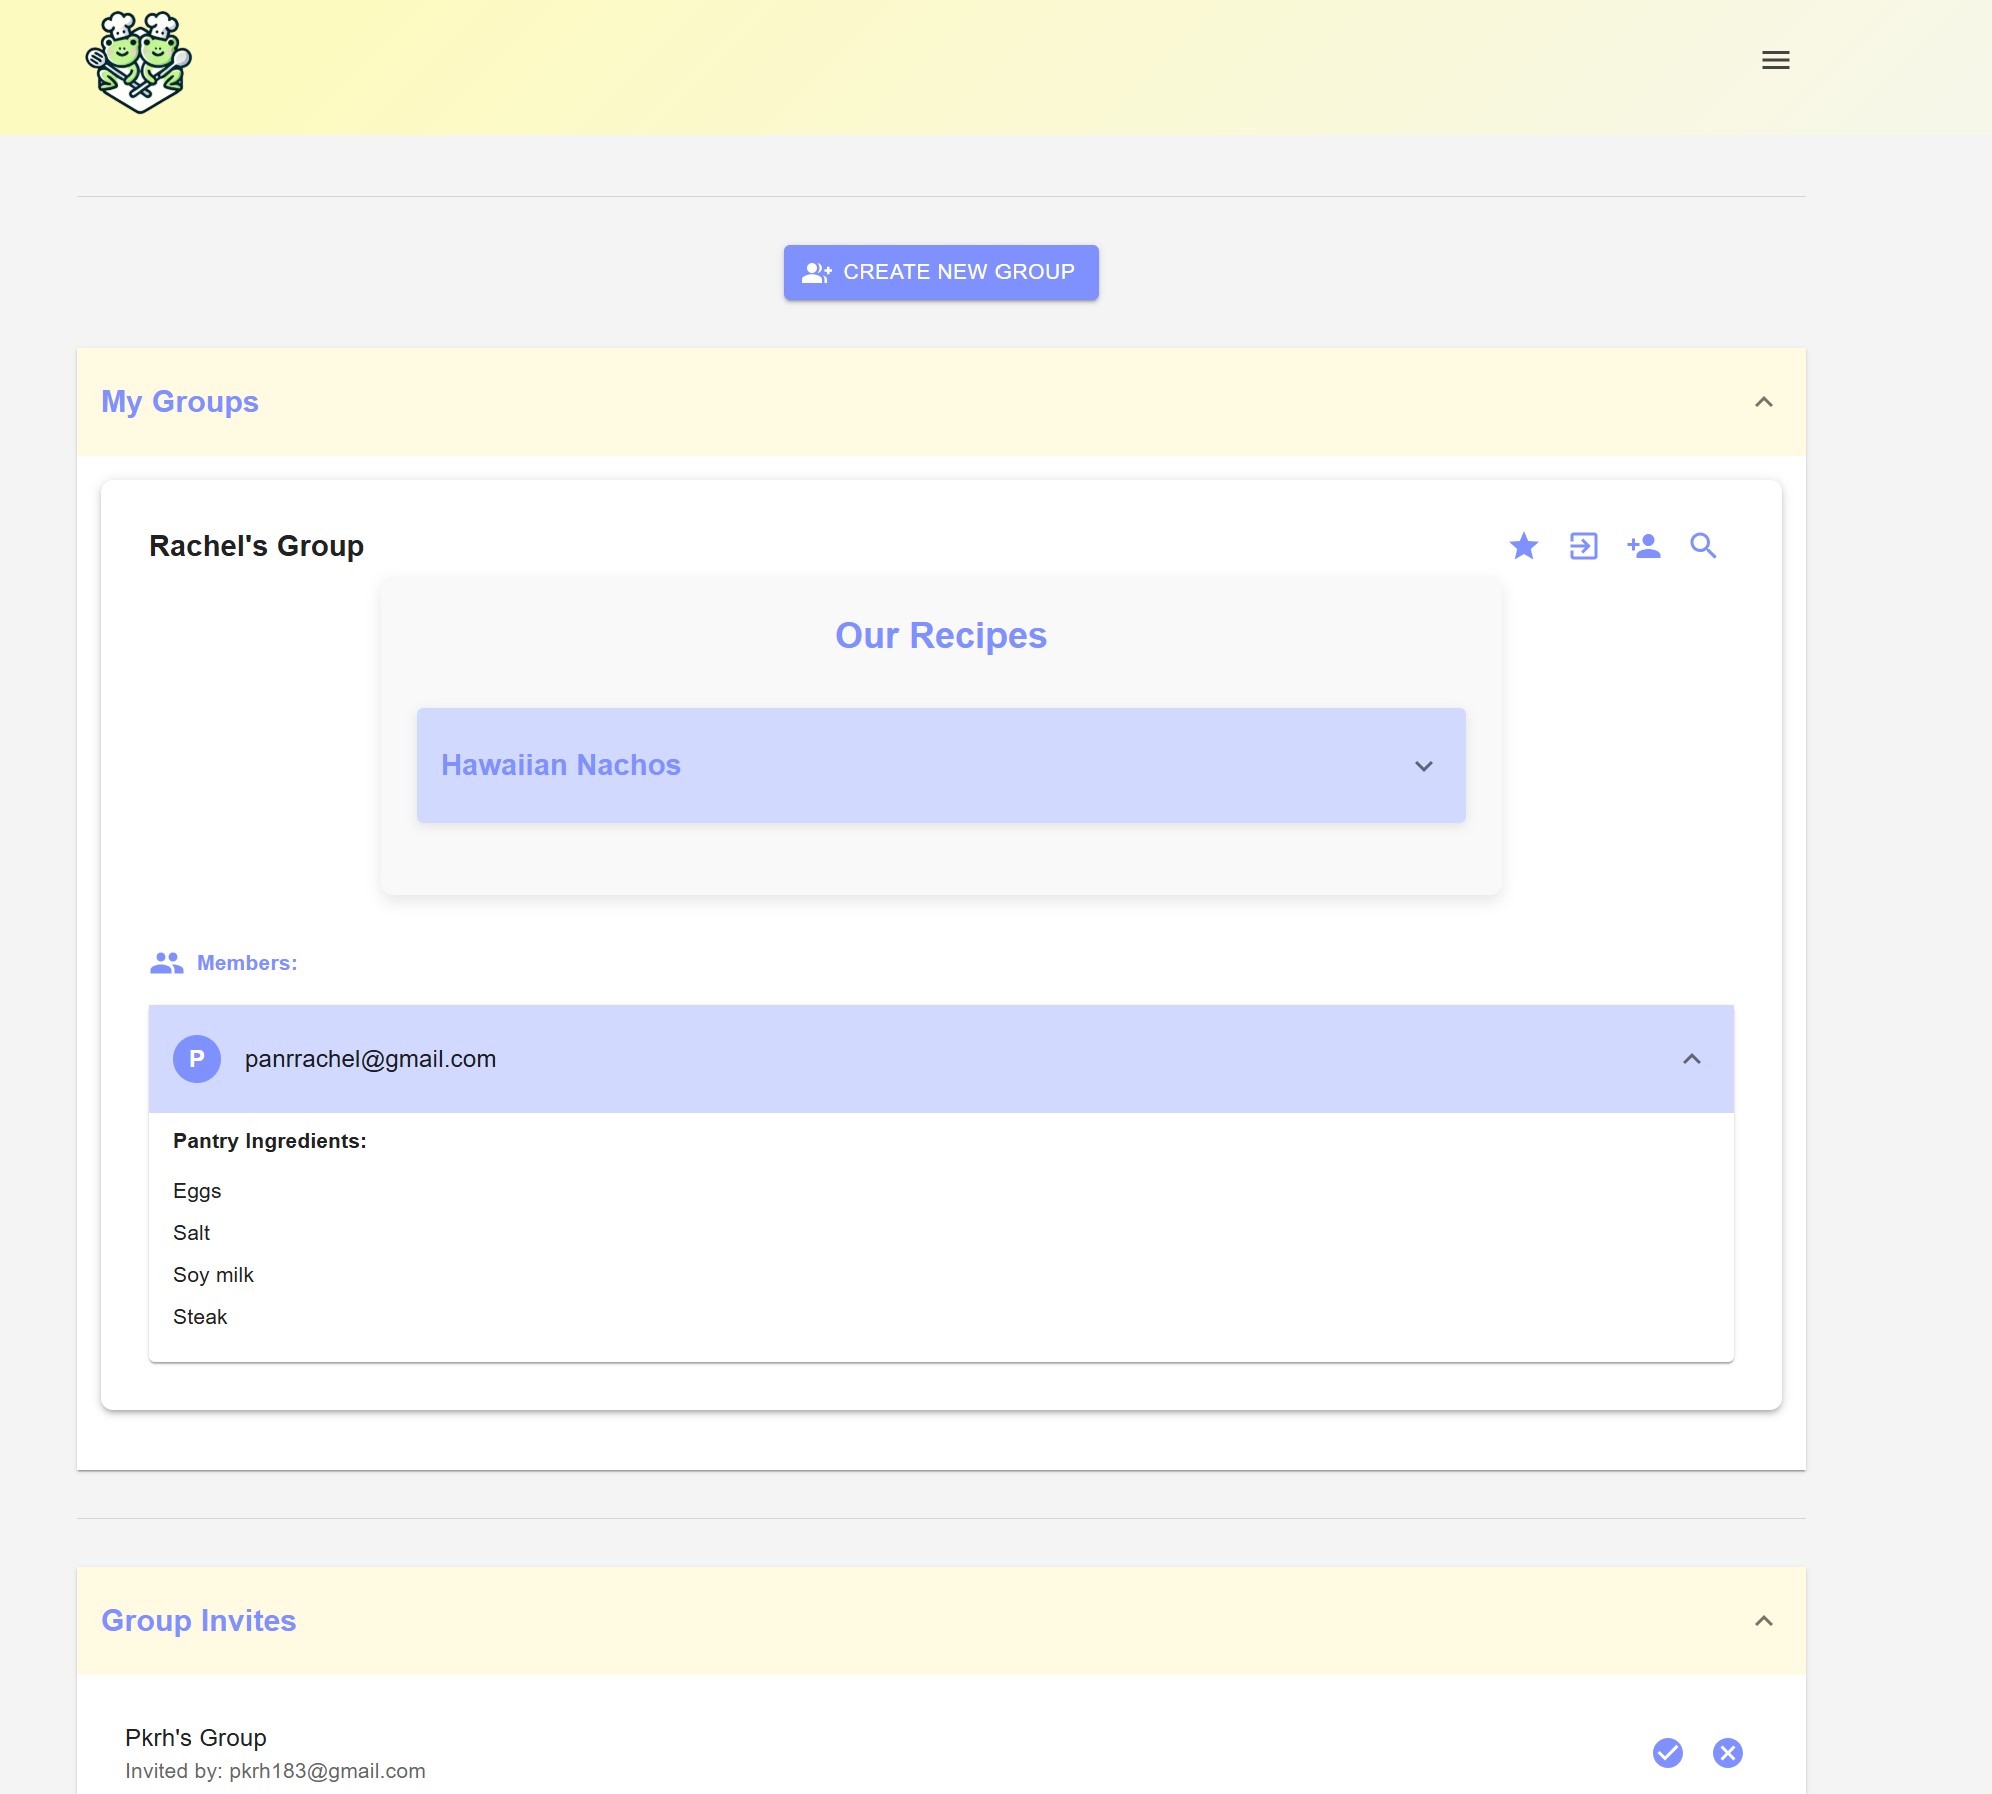 CREATE NEW GROUP
My Groups
Rachel's Group
Our Recipes
Hawaiian Nachos
Members:
P panrrachel@gmail.com
Pantry Ingredients:
Eggs
Salt
Soy milk
Steak
Group Invites
Pkrh's Group
Invited by: pkrh183@gmail.com